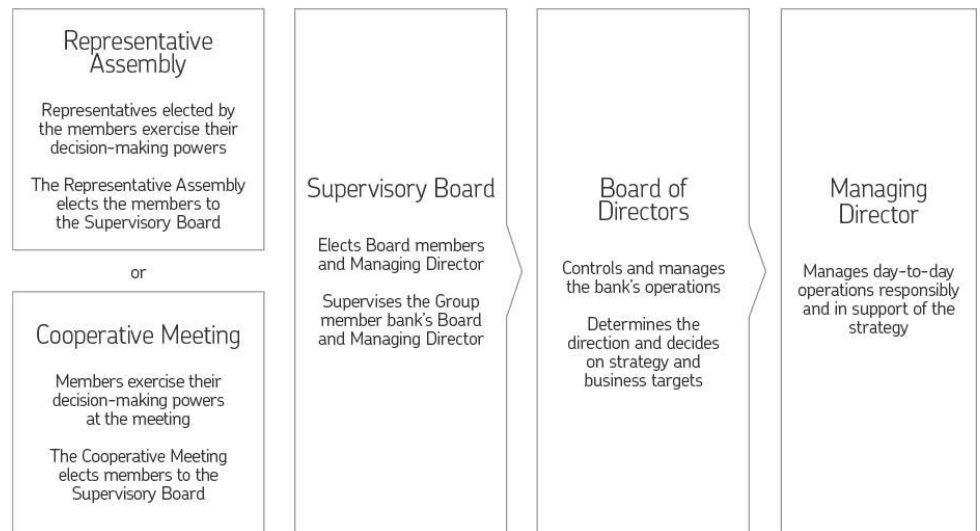 Representative
Assembly
Representatives elected by
the members exercise their
decision-making powers
The Representative Assembly
elects the members to
the Supervisory Board
or
Cooperative Meeting
Members exercise their
decision-making powers
at the meeting
The Cooperative Meeting
elects members to the
Supervisory Board
Supervisory Board
Elects Board members
and Managing Director
Supervises the Group
member bank's Board
and Managing Director
Board of
Directors
Controls and manages
the bank's operations
Determines the
direction and decides
on strategy and
business targets
Managing
Director
Manages day-to-day
operations responsibly
and in support of the
strategy